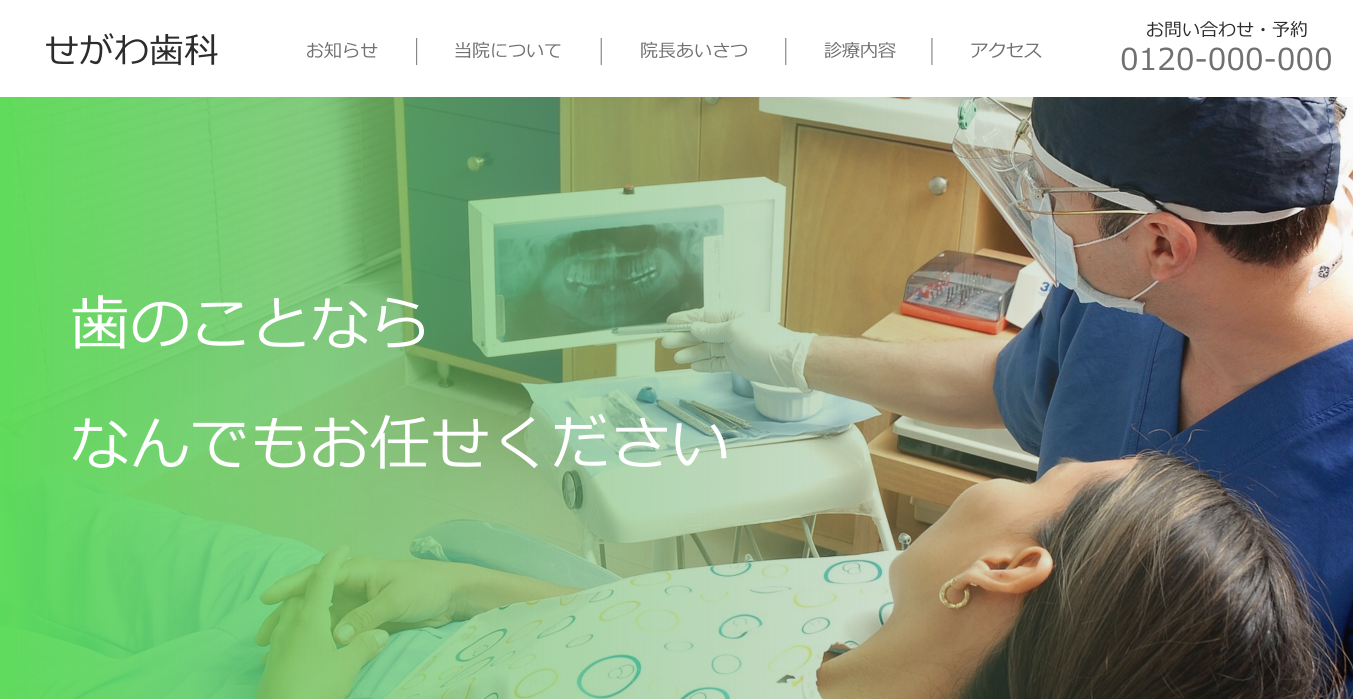 せがわ歯科
お知らせ
当院について
院長あいさつ
診療内容
アクセス
お問い合わせ・予約
0120-000-000
歯のことなら
なんでもお任せください
3